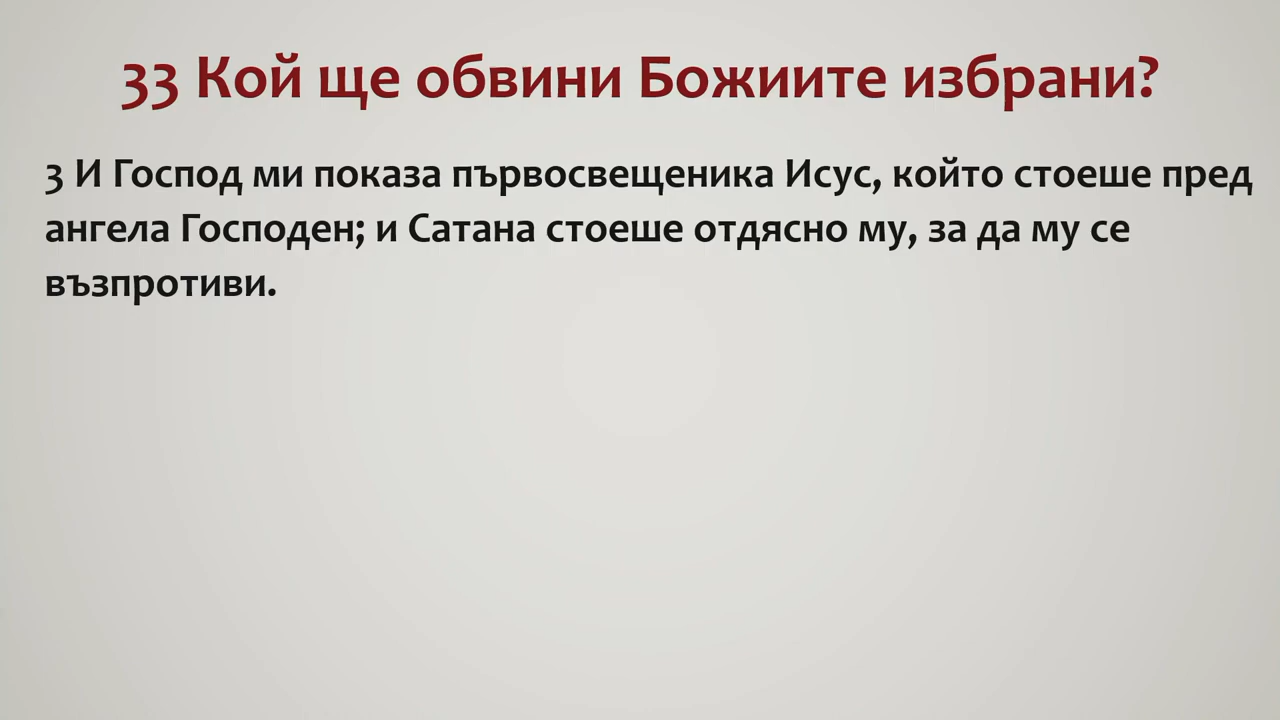 33 Кой ще обвини Божиите избрани?
3 И Господ ми показа първосвещеника Исус, който стоеше пред
ангела Господен; и Сатана стоеше отдясно му, за да му се
възпротиви.